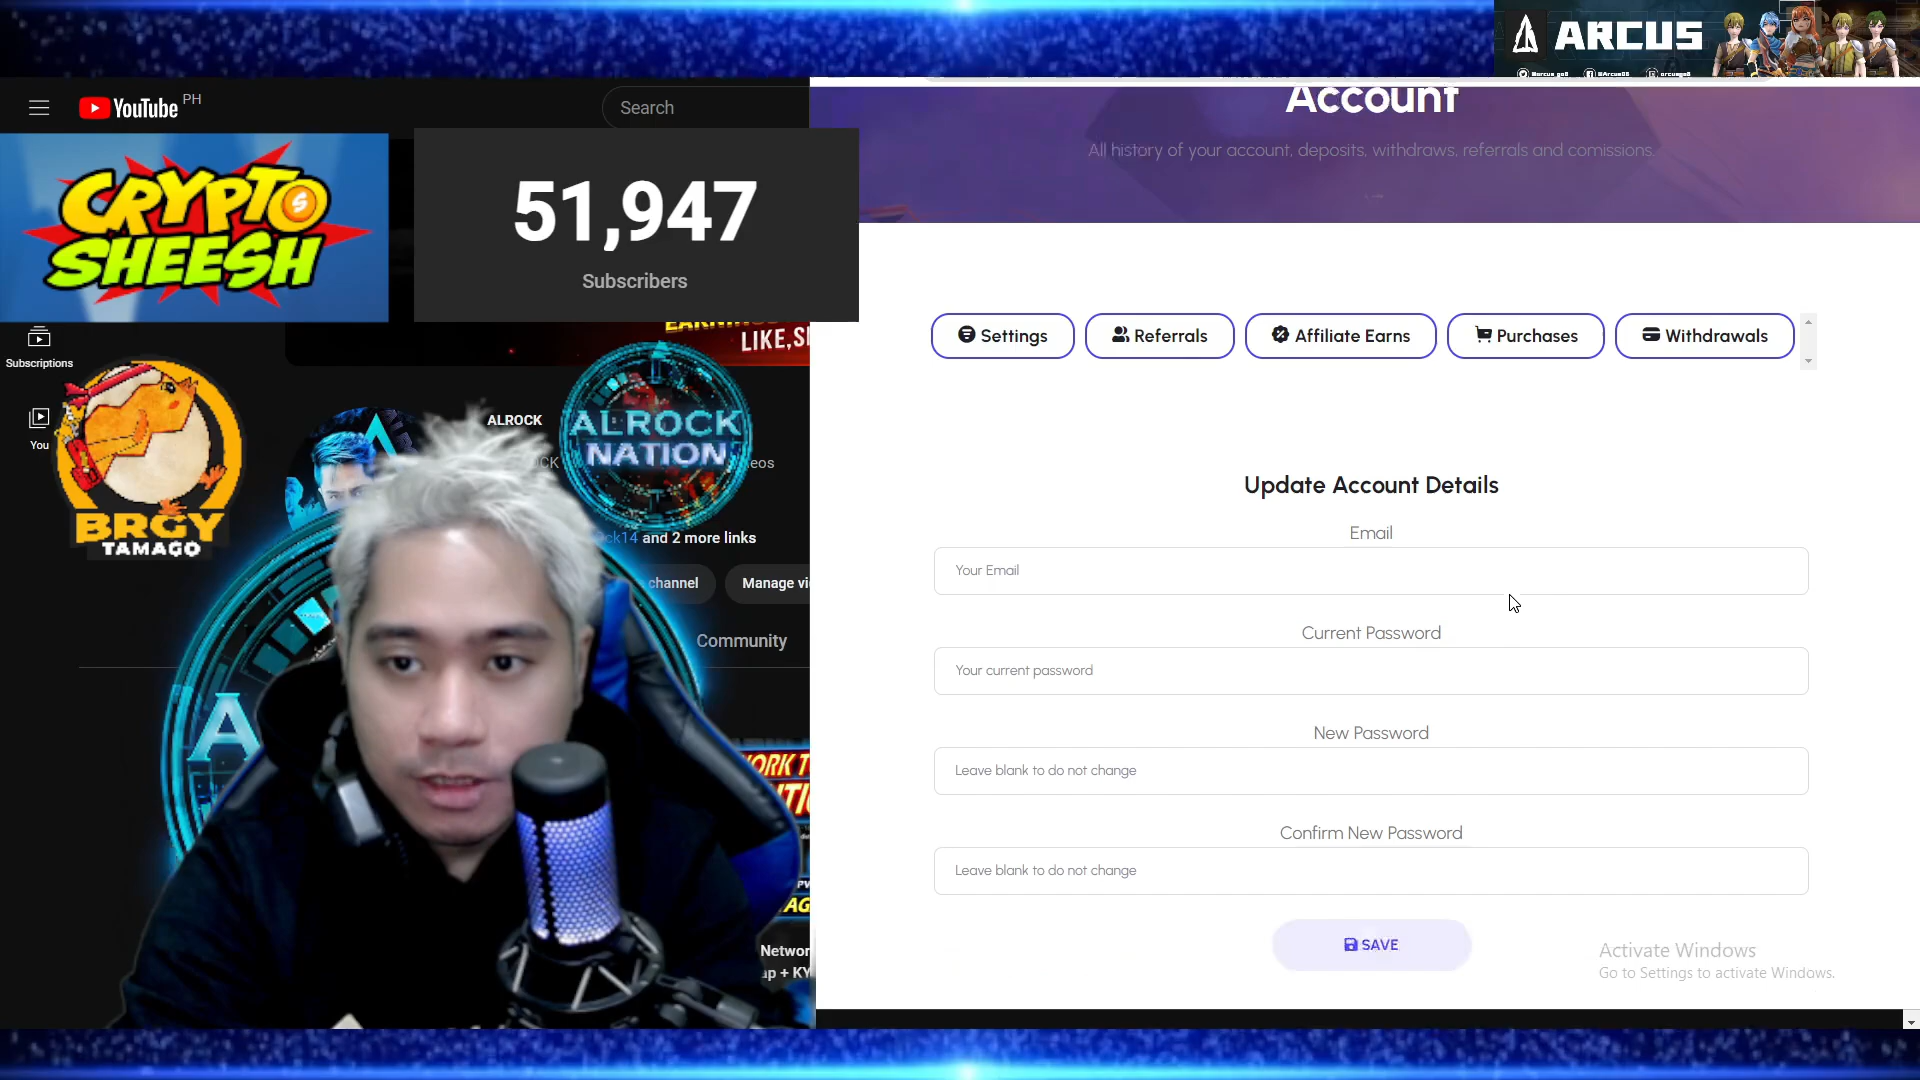 ARCUS
YouTube PH
Search
CRYPTO
SHEESH
51,947
Subscribers
LIKE,
Subscriptions
You
BRGY
TAMAGO
ALROCK
ALROCK
NATION
and 2 more links
channel
Manage
Community
Account
All history of your account, deposits, withdraws, referrals and comissions.
Settings
Referrals
Affiliate Earns
Purchases
Withdrawals
Update Account Details
Email
Your Email
Current Password
Your current password
New Password
Leave blank to do not change
Confirm New Password
Leave blank to do not change
SAVE
Activate Windows
Go to Settings to activate Windows.